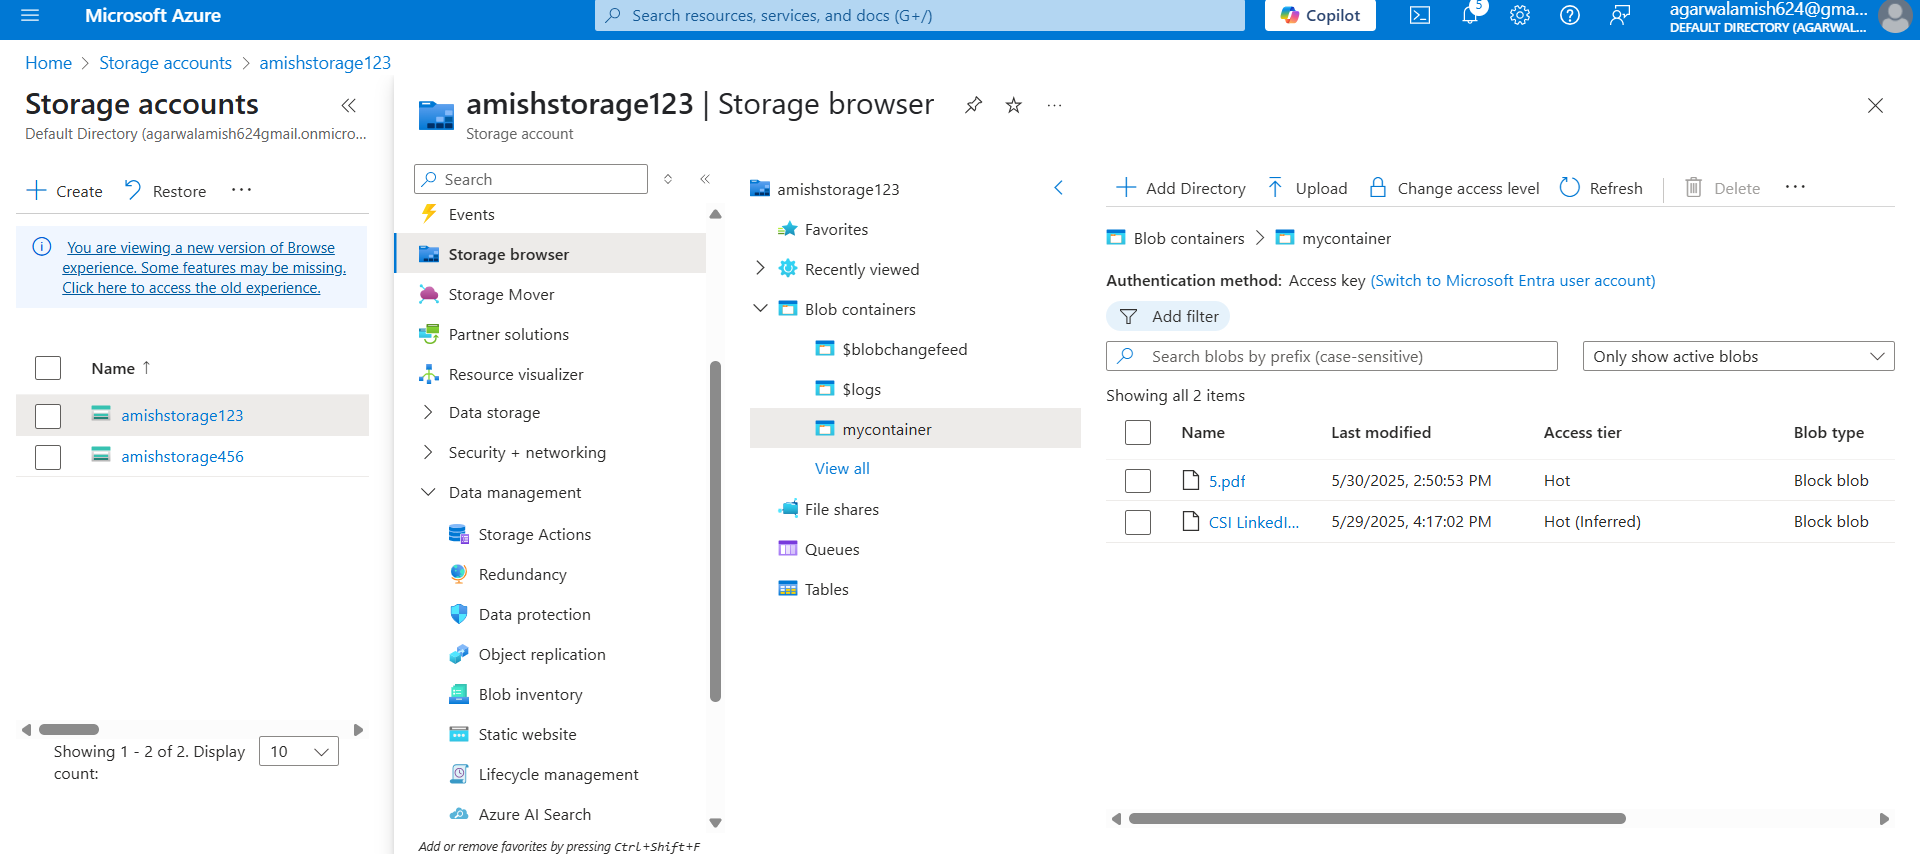 Microsoft Azure
Search resources, services, and docs (G+/)
Copilot
5
agarwalamish624@gma...
DEFAULT DIRECTORY (AGARWAL...
Home > Storage accounts > amishstorage123
Storage accounts
Default Directory (agarwalamish624gmail.onmicro...
Create
Restore
You are viewing a new version of Browse
experience. Some features may be missing.
Click here to access the old experience.
Name ↑
amishstorage123
amishstorage456
Showing 1 - 2 of 2. Display
count:
10
amishstorage123 | Storage browser
Storage account
Search
Events
Storage browser
Storage Mover
Partner solutions
Resource visualizer
Data storage
Security + networking
Data management
Storage Actions
Redundancy
Data protection
Object replication
Blob inventory
Static website
Lifecycle management
Azure AI Search
Add or remove favorites by pressing Ctrl+Shift+F
amishstorage123
Favorites
Recently viewed
Blob containers
$blobchangefeed
$logs
mycontainer
View all
File shares
Queues
Tables
Add Directory
Upload
Change access level
Refresh
Delete
Blob containers > mycontainer
Authentication method: Access key (Switch to Microsoft Entra user account)
Add filter
Search blobs by prefix (case-sensitive)
Only show active blobs
Showing all 2 items
Name Last modified Access tier Blob type
5.pdf 5/30/2025, 2:50:53 PM Hot Block blob
CSI LinkedI... 5/29/2025, 4:17:02 PM Hot (Inferred) Block blob